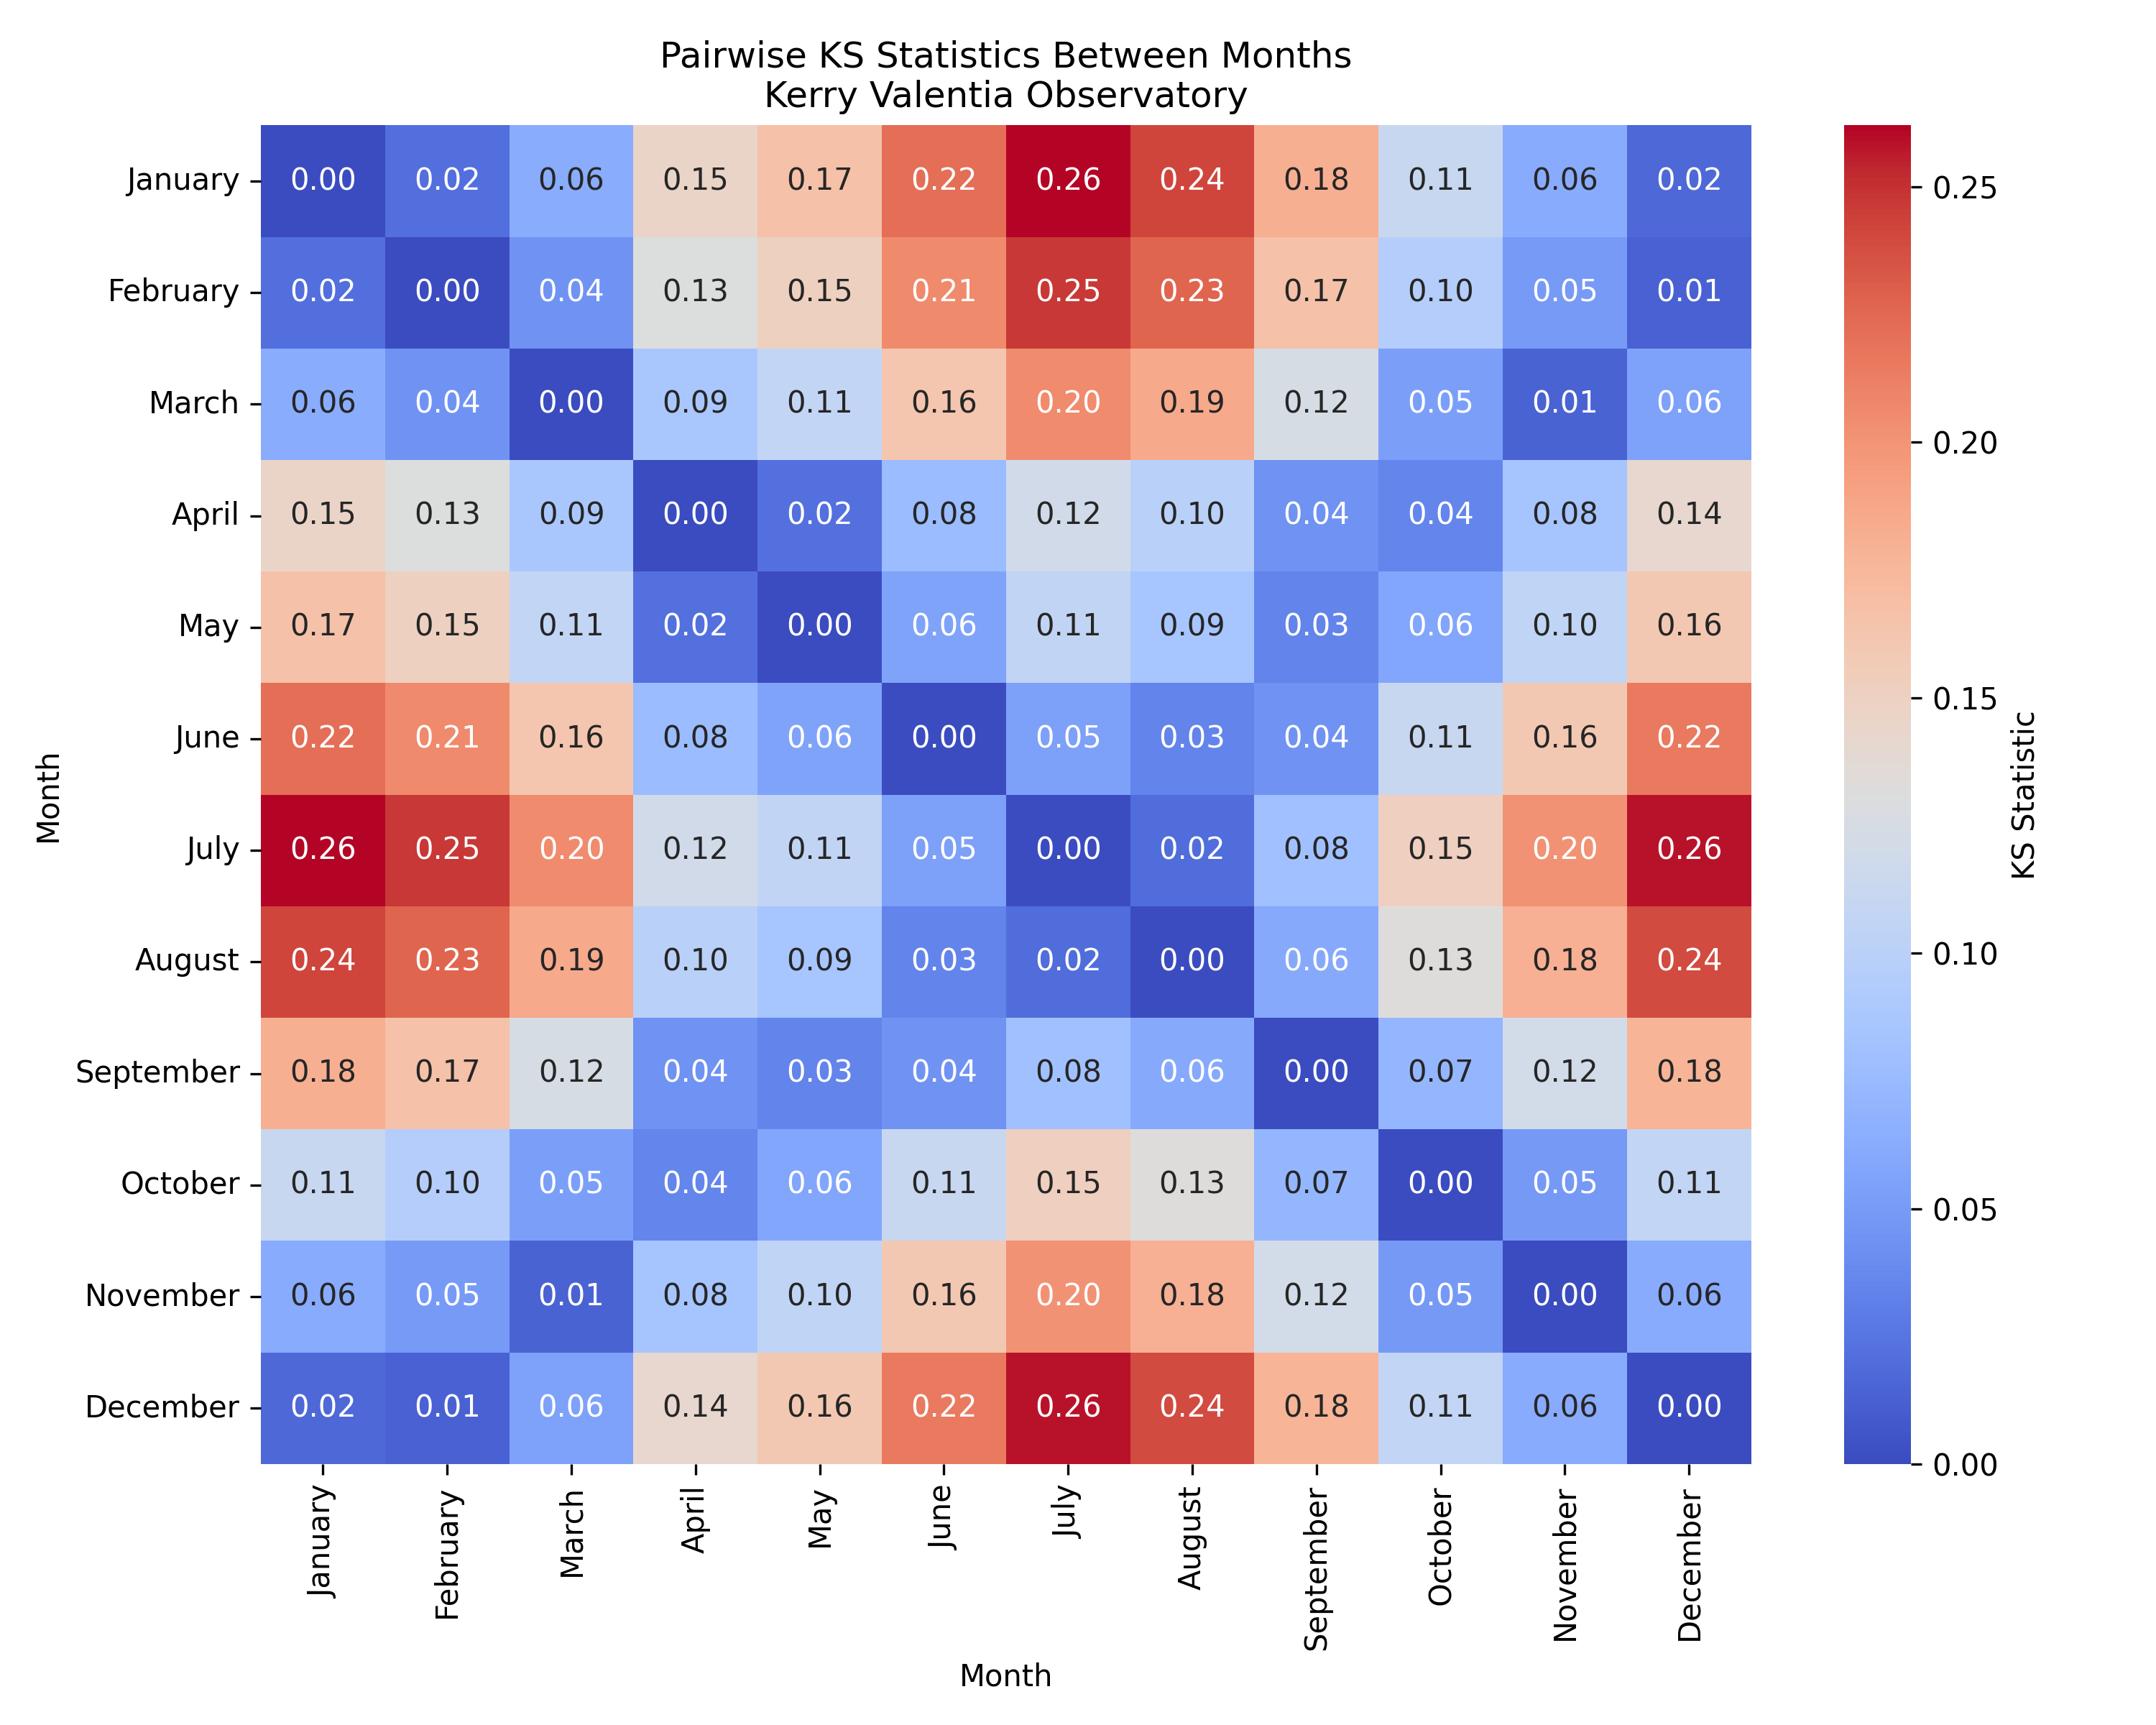 Pairwise KS Statistics Between Months
Kerry Valentia Observatory
January 0.00 0.02 0.06 0.15 0.17 0.22 0.26 0.24 0.18 0.11 0.06 0.02
February 0.02 0.00 0.04 0.13 0.15 0.21 0.25 0.23 0.17 0.10 0.05 0.01
March 0.06 0.04 0.00 0.09 0.11 0.16 0.20 0.19 0.12 0.05 0.01 0.06
April 0.15 0.13 0.09 0.00 0.02 0.08 0.12 0.10 0.04 0.04 0.08 0.14
May 0.17 0.15 0.11 0.02 0.00 0.06 0.11 0.09 0.03 0.06 0.10 0.16
June 0.22 0.21 0.16 0.08 0.06 0.00 0.05 0.03 0.04 0.11 0.16 0.22
July 0.26 0.25 0.20 0.12 0.11 0.05 0.00 0.02 0.08 0.15 0.20 0.26
August 0.24 0.23 0.19 0.10 0.09 0.03 0.02 0.00 0.06 0.13 0.18 0.24
September 0.18 0.17 0.12 0.04 0.03 0.04 0.08 0.06 0.00 0.07 0.12 0.18
October 0.11 0.10 0.05 0.04 0.06 0.11 0.15 0.13 0.07 0.00 0.05 0.11
November 0.06 0.05 0.01 0.08 0.10 0.16 0.20 0.18 0.12 0.05 0.00 0.06
December 0.02 0.01 0.06 0.14 0.16 0.22 0.26 0.24 0.18 0.11 0.06 0.00
January February March April May June July August September October November December
Month
Month
0.25
0.20
0.15
0.10
0.05
0.00
KS Statistic